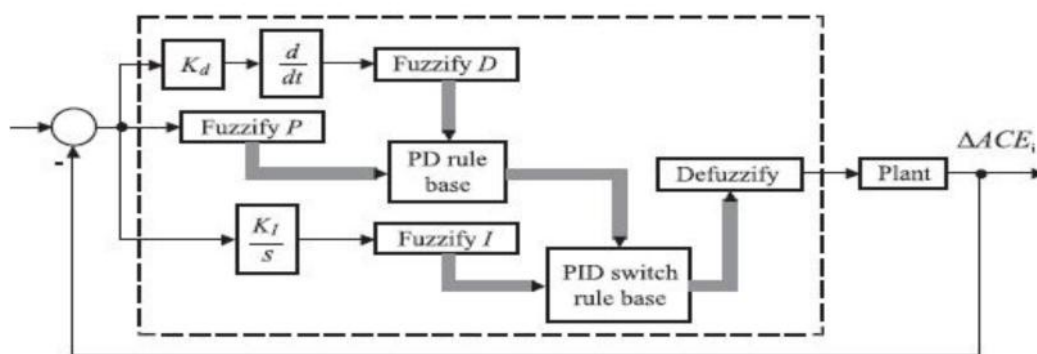 K_d
d
dt
Fuzzify D
Fuzzify P
PD rule
base
ΔACE_i
Defuzzify
Plant
K_I
s
Fuzzify I
PID switch
rule base
-